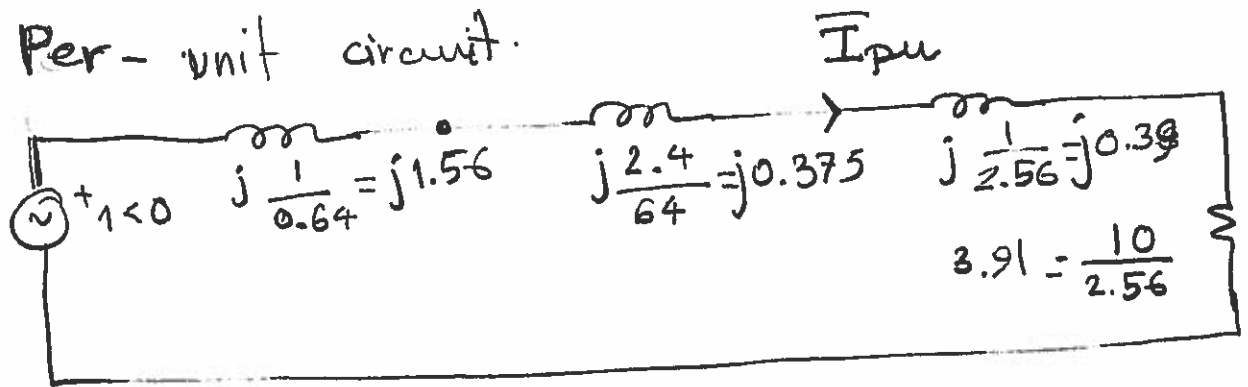 Per-unit circuit.
Ipu
+ 1<0
j 1/0.64 = j1.56
j 2.4/64 = j0.375
j 1/2.56 = j0.39
3.91 = 10/2.56